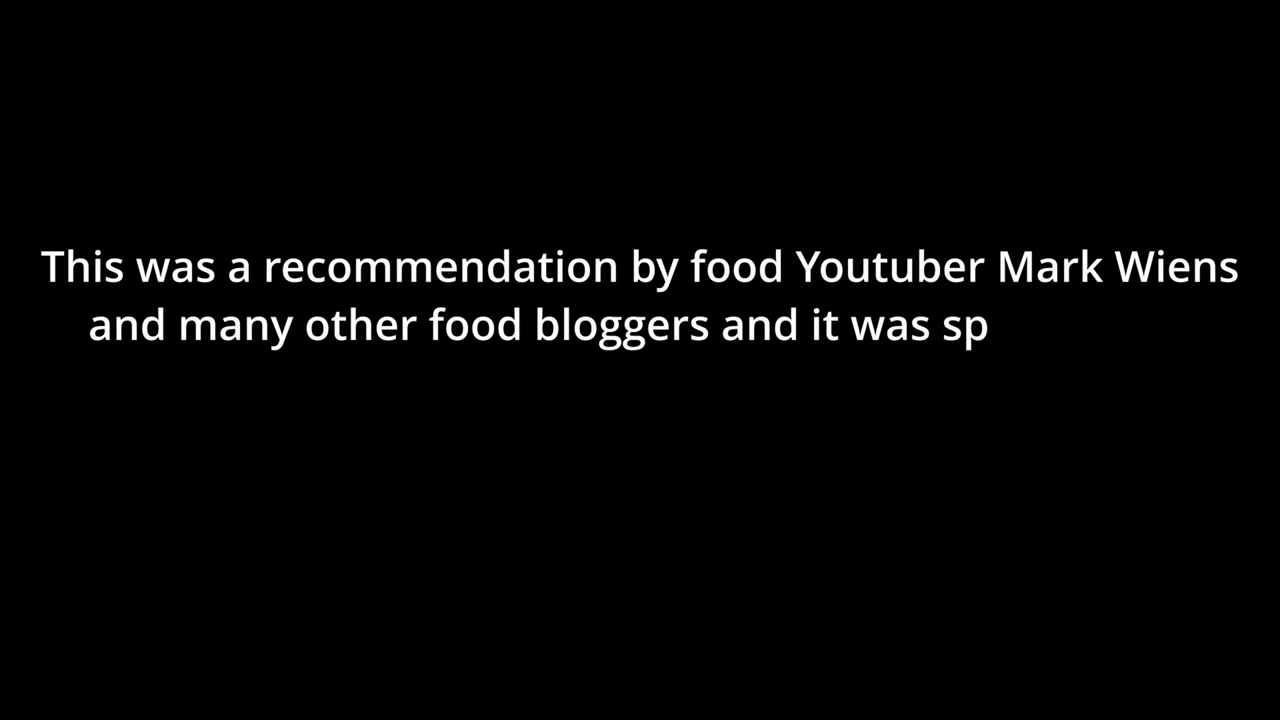 This was a recommendation by food Youtuber Mark Wiens
and many other food bloggers and it was sp